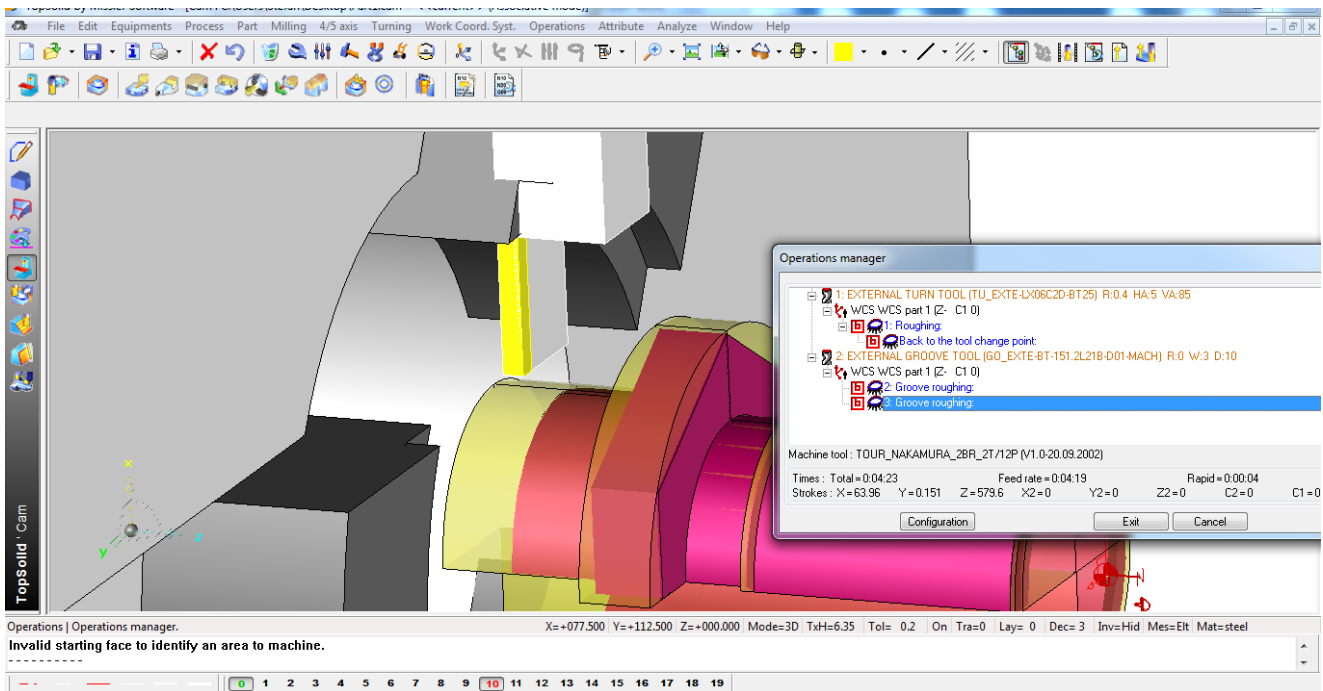 File Edit Equipments Process Part Milling 4/5 axis Turning Work Coord. Syst. Operations Attribute Analyze Window Help
Operations manager
1: EXTERNAL TURN TOOL (TU_EXTE-LX06C2D-BT25) R:0.4 HA:5 VA:85
WCS WCS part 1 (Z- C1 0)
1: Roughing:
Back to the tool change point:
2: EXTERNAL GROOVE TOOL (GO_EXTE-BT-151.2L21B-D01-MACH) R:0 W:3 D:10
WCS WCS part 1 (Z- C1 0)
2: Groove roughing:
3: Groove roughing:
Machine tool : TOUR_NAKAMURA_2BR_2T/12P (V1.0-20.09.2002)
Times : Total = 0:04:23 Feed rate = 0:04:19 Rapid = 0:00:04
Strokes : X = 63.96 Y = 0.151 Z = 579.6 X2 = 0 Y2 = 0 Z2 = 0 C2 = 0 C1 = 0
Configuration Exit Cancel
x
y z
TopSolid'Cam
Operations | Operations manager. X=+077.500 Y=+112.500 Z=+000.000 Mode=3D TxH=6.35 Tol= 0.2 On Tra=0 Lay= 0 Dec= 3 Inv=Hid Mes=Elt Mat=steel
Invalid starting face to identify an area to machine.
----------
0 1 2 3 4 5 6 7 8 9 10 11 12 13 14 15 16 17 18 19